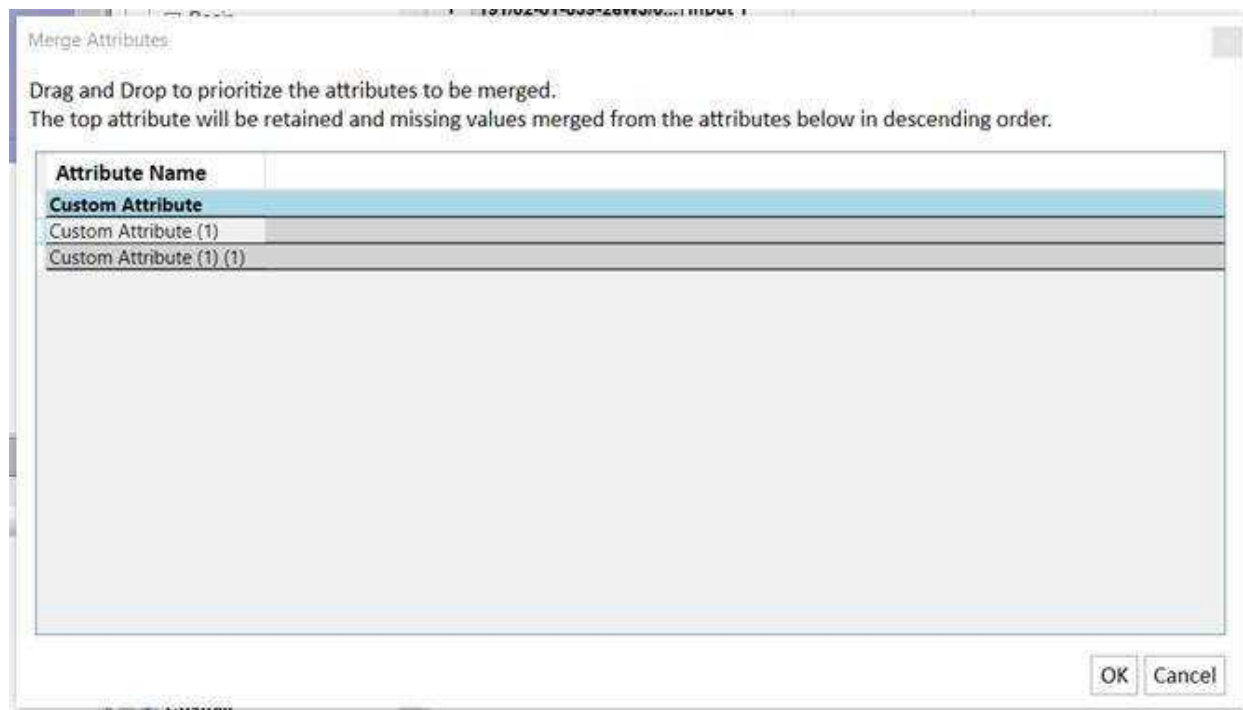 Merge Attributes
Drag and Drop to prioritize the attributes to be merged.
The top attribute will be retained and missing values merged from the attributes below in descending order.
Attribute Name
Custom Attribute
Custom Attribute (1)
Custom Attribute (1) (1)
OK Cancel